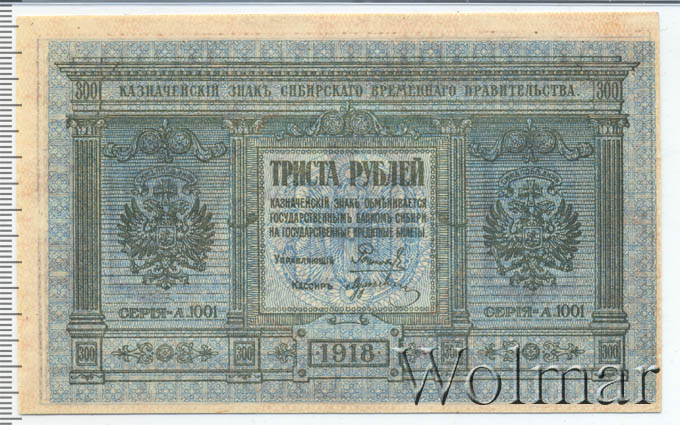 300 КАЗНАЧЕЙСКІЙ ЗНАКЪ СИБИРСКАГО ВРЕМЕННАГО ПРАВИТЕЛЬСТВА. 300
ТРИСТА РУБЛЕЙ
КАЗНАЧЕЙСКІЙ ЗНАКЪ ОБМѢНИВАЕТСЯ
ГОСУДАРСТВЕННЫМЪ БАНКОМЪ СИБИРИ
НА ГОСУДАРСТВЕННЫЕ КРЕДИТНЫЕ БИЛЕТЫ.
УПРАВЛЯЮЩІЙ
КАССИРЪ
СЕРІЯ-А.1001 СЕРІЯ-А.1001
300 300 1918 300 300
Wolmar